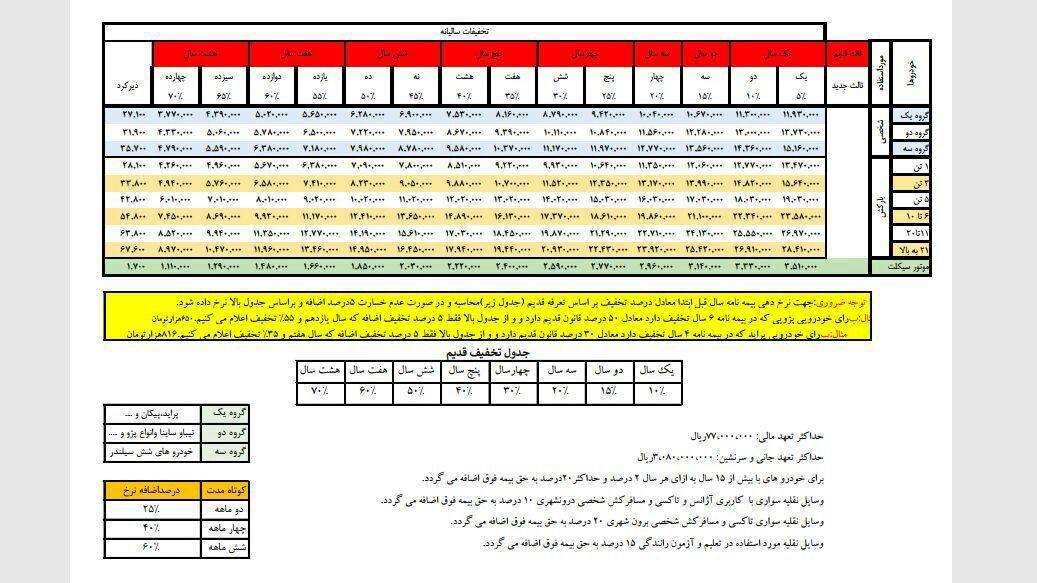 تخفیفات سالیانه
خودروها مورداستفاده ثالث قدیم یک سال دو سال سه سال چهارسال پنج سال شش سال هفت سال هشت سال
ثالث جدید یک دو سه چهار پنج شش هفت هشت نه ده یازده دوازده سیزده چهارده دیرکرد
۵٪ ۱۰٪ ۱۵٪ ۲۰٪ ۲۵٪ ۳۰٪ ۳۵٪ ۴۰٪ ۴۵٪ ۵۰٪ ۵۵٪ ۶۰٪ ۶۵٪ ۷۰٪
گروه یک شخصی ۱۱.۹۳۰.۰۰۰ ۱۱.۳۰۰.۰۰۰ ۱۰.۶۷۰.۰۰۰ ۱۰.۰۴۰.۰۰۰ ۹.۴۲۰.۰۰۰ ۸.۷۹۰.۰۰۰ ۸.۱۶۰.۰۰۰ ۷.۵۳۰.۰۰۰ ۶.۹۰۰.۰۰۰ ۶.۲۸۰.۰۰۰ ۵.۶۵۰.۰۰۰ ۵.۰۲۰.۰۰۰ ۴.۳۹۰.۰۰۰ ۳.۷۷۰.۰۰۰ ۲۷.۱۰۰
گروه دو ۱۳.۷۳۰.۰۰۰ ۱۳.۰۰۰.۰۰۰ ۱۲.۲۸۰.۰۰۰ ۱۱.۵۶۰.۰۰۰ ۱۰.۸۴۰.۰۰۰ ۱۰.۱۱۰.۰۰۰ ۹.۳۹۰.۰۰۰ ۸.۶۷۰.۰۰۰ ۷.۹۵۰.۰۰۰ ۷.۲۲۰.۰۰۰ ۶.۵۰۰.۰۰۰ ۵.۷۸۰.۰۰۰ ۵.۰۶۰.۰۰۰ ۴.۳۳۰.۰۰۰ ۳۱.۹۰۰
گروه سه ۱۵.۱۶۰.۰۰۰ ۱۴.۳۶۰.۰۰۰ ۱۳.۵۶۰.۰۰۰ ۱۲.۷۷۰.۰۰۰ ۱۱.۹۷۰.۰۰۰ ۱۱.۱۷۰.۰۰۰ ۱۰.۳۷۰.۰۰۰ ۹.۵۸۰.۰۰۰ ۸.۷۸۰.۰۰۰ ۷.۹۸۰.۰۰۰ ۷.۱۸۰.۰۰۰ ۶.۳۸۰.۰۰۰ ۵.۵۹۰.۰۰۰ ۴.۷۹۰.۰۰۰ ۳۵.۷۰۰
۱ تن بارکش ۱۳.۴۷۰.۰۰۰ ۱۲.۷۷۰.۰۰۰ ۱۲.۰۶۰.۰۰۰ ۱۱.۳۵۰.۰۰۰ ۱۰.۶۴۰.۰۰۰ ۹.۹۳۰.۰۰۰ ۹.۲۲۰.۰۰۰ ۸.۵۱۰.۰۰۰ ۷.۸۰۰.۰۰۰ ۷.۰۹۰.۰۰۰ ۶.۳۸۰.۰۰۰ ۵.۶۷۰.۰۰۰ ۴.۹۶۰.۰۰۰ ۴.۲۶۰.۰۰۰ ۲۸.۱۰۰
۳ تن ۱۵.۶۴۰.۰۰۰ ۱۴.۸۲۰.۰۰۰ ۱۳.۹۹۰.۰۰۰ ۱۳.۱۷۰.۰۰۰ ۱۲.۳۵۰.۰۰۰ ۱۱.۵۲۰.۰۰۰ ۱۰.۷۰۰.۰۰۰ ۹.۸۸۰.۰۰۰ ۹.۰۵۰.۰۰۰ ۸.۲۳۰.۰۰۰ ۷.۴۱۰.۰۰۰ ۶.۵۸۰.۰۰۰ ۵.۷۶۰.۰۰۰ ۴.۹۴۰.۰۰۰ ۳۳.۸۰۰
۵ تن ۱۹.۰۳۰.۰۰۰ ۱۸.۰۳۰.۰۰۰ ۱۷.۰۳۰.۰۰۰ ۱۶.۰۳۰.۰۰۰ ۱۵.۰۳۰.۰۰۰ ۱۴.۰۲۰.۰۰۰ ۱۳.۰۲۰.۰۰۰ ۱۲.۰۲۰.۰۰۰ ۱۱.۰۲۰.۰۰۰ ۱۰.۰۲۰.۰۰۰ ۹.۰۲۰.۰۰۰ ۸.۰۱۰.۰۰۰ ۷.۰۱۰.۰۰۰ ۶.۰۱۰.۰۰۰ ۴۲.۸۰۰
۶ تا ۱۰ ۲۳.۵۸۰.۰۰۰ ۲۲.۳۴۰.۰۰۰ ۲۱.۱۰۰.۰۰۰ ۱۹.۸۶۰.۰۰۰ ۱۸.۶۱۰.۰۰۰ ۱۷.۳۷۰.۰۰۰ ۱۶.۱۳۰.۰۰۰ ۱۴.۸۹۰.۰۰۰ ۱۳.۶۵۰.۰۰۰ ۱۲.۴۱۰.۰۰۰ ۱۱.۱۷۰.۰۰۰ ۹.۹۳۰.۰۰۰ ۸.۶۹۰.۰۰۰ ۷.۴۵۰.۰۰۰ ۵۴.۸۰۰
۱۱تا۲۰ ۲۶.۹۷۰.۰۰۰ ۲۵.۵۵۰.۰۰۰ ۲۴.۱۳۰.۰۰۰ ۲۲.۷۱۰.۰۰۰ ۲۱.۲۹۰.۰۰۰ ۱۹.۸۷۰.۰۰۰ ۱۸.۴۵۰.۰۰۰ ۱۷.۰۳۰.۰۰۰ ۱۵.۶۱۰.۰۰۰ ۱۴.۱۹۰.۰۰۰ ۱۲.۷۷۰.۰۰۰ ۱۱.۳۵۰.۰۰۰ ۹.۹۴۰.۰۰۰ ۸.۵۲۰.۰۰۰ ۶۳.۸۰۰
۲۱ به بالا ۲۸.۴۱۰.۰۰۰ ۲۶.۹۱۰.۰۰۰ ۲۵.۴۲۰.۰۰۰ ۲۳.۹۲۰.۰۰۰ ۲۲.۴۳۰.۰۰۰ ۲۰.۹۳۰.۰۰۰ ۱۹.۴۴۰.۰۰۰ ۱۷.۹۴۰.۰۰۰ ۱۶.۴۵۰.۰۰۰ ۱۴.۹۵۰.۰۰۰ ۱۳.۴۶۰.۰۰۰ ۱۱.۹۶۰.۰۰۰ ۱۰.۴۷۰.۰۰۰ ۸.۹۷۰.۰۰۰ ۶۷.۶۰۰
موتور سیکلت ۳.۵۱۰.۰۰۰ ۳.۳۳۰.۰۰۰ ۳.۱۴۰.۰۰۰ ۲.۹۶۰.۰۰۰ ۲.۷۷۰.۰۰۰ ۲.۵۹۰.۰۰۰ ۲.۴۰۰.۰۰۰ ۲.۲۲۰.۰۰۰ ۲.۰۳۰.۰۰۰ ۱.۸۵۰.۰۰۰ ۱.۶۶۰.۰۰۰ ۱.۴۸۰.۰۰۰ ۱.۲۹۰.۰۰۰ ۱.۱۱۰.۰۰۰ ۱.۷۰۰
توجه ضروری:جهت نرخ دهی بیمه نامه سال قبل ابتدا معادل درصد تخفیف بر اساس تعرفه قدیم (جدول زیر)محاسبه و در صورت عدم خسارت ۵درصد اضافه و براساس جدول بالا نرخ داده شود.
ال:ب‌رای خودرویی پژویی که در بیمه نامه ۶ سال تخفیف دارد معادل ۵۰ درصد قانون قدیم دارد و و از جدول بالا فقط ۵ درصد تخفیف اضافه که سال یازدهم و ۵۵٪ تخفیف اعلام می کنیم.۶۵۰هزارتومان
مثال:ب‌رای خودرویی پراید که در بیمه نامه ۴ سال تخفیف دارد معادل ۳۰ درصد قانون قدیم دارد و و از جدول بالا فقط ۵ درصد تخفیف اضافه که سال هفتم و ۳۵٪ تخفیف اعلام می کنیم.۸۱۶هزارتومان
جدول تخفیف قدیم
یک سال دو سال سه سال چهارسال پنج سال شش سال هفت سال هشت سال
۱۰٪ ۱۵٪ ۲۰٪ ۳۰٪ ۴۰٪ ۵۰٪ ۶۰٪ ۷۰٪
گروه یک پراید،پیکان و ...
گروه دو تیباو ساینا وانواع پژو و ....
گروه سه خودرو های شش سیلندر
حداکثر تعهد مالی: ۷۷،۰۰۰،۰۰۰ریال
حداکثر تعهد جانی و سرنشین: ۳،۰۸۰،۰۰۰،۰۰۰ریال
برای خودرو های با بیش از ۱۵ سال به ازای هر سال ۲ درصد و حداکثر۲۰درصد به حق بیمه فوق اضافه می گردد.
وسایل نقلیه سواری با کاربری آژانس و تاکسی و مسافرکش شخصی درونشهری ۱۰ درصد به حق بیمه فوق اضافه می گردد.
وسایل نقلیه سواری تاکسی و مسافرکش شخصی برون شهری ۲۰ درصد به حق بیمه فوق اضافه می گردد.
وسایل نقلیه مورد استفاده در تعلیم و آزمون رانندگی ۱۵ درصد به حق بیمه فوق اضافه می گردد.
کوتاه مدت درصداضافه نرخ
دو ماهه ۲۵٪
چهار ماهه ۴۰٪
شش ماهه ۶۰٪